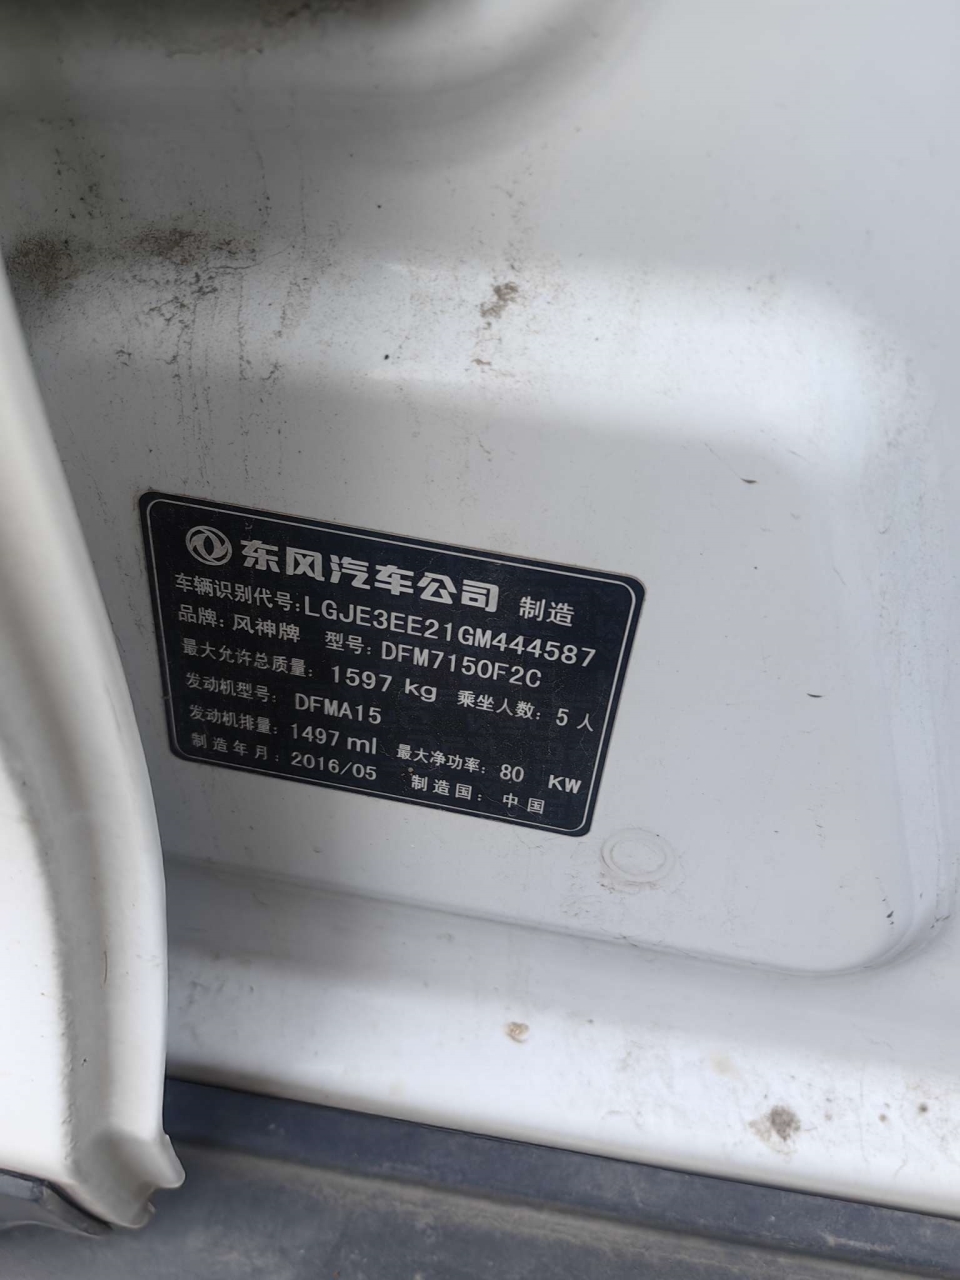 东风汽车公司 制造
车辆识别代号:LGJE3EE21GM444587
品牌:风神牌 型号:DFM7150F2C
最大允许总质量:1597 kg 乘坐人数:5 人
发动机型号:DFMA15
发动机排量:1497 ml 最大净功率:80 KW
制造年月:2016/05 制造国:中国